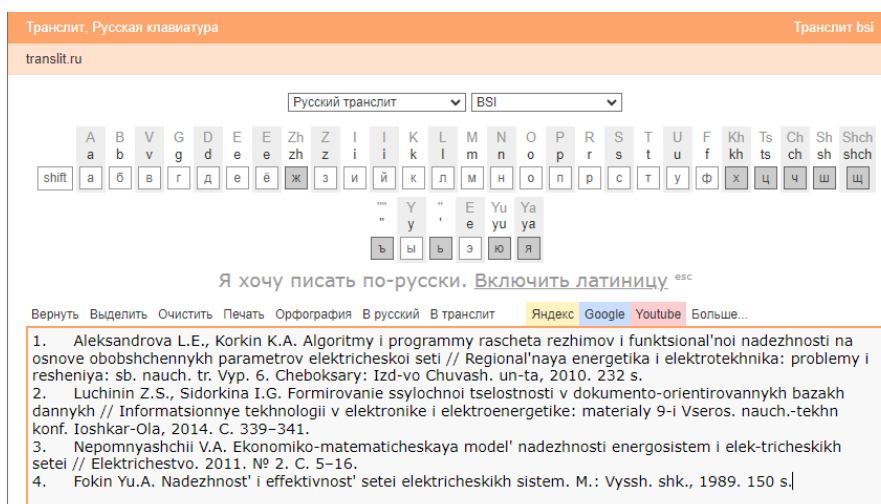 Транслит, Русская клавиатура Транслит bsi
translit.ru
Русский транслит BSI
A B V G D E E Zh Z I I K L M N O P R S T U F Kh Ts Ch Sh Shch
a b v g d e e zh z i i k l m n o p r s t u f kh ts ch sh shch
shift а б в г д е ё ж з и й к л м н о п р с т у ф х ц ч ш щ
"" Y " E Yu Ya
" y ' e yu ya
ъ ы ь э ю я
Я хочу писать по-русски. Включить латиницу esc
Вернуть Выделить Очистить Печать Орфография В русский В транслит Яндекс Google Youtube Больше...
1. Aleksandrova L.E., Korkin K.A. Algoritmy i programmy rascheta rezhimov i funktsional'noi nadezhnosti na
osnove obobshchennykh parametrov elektricheskoi seti // Regional'naya energetika i elektrotekhnika: problemy i
resheniya: sb. nauch. tr. Vyp. 6. Cheboksary: Izd-vo Chuvash. un-ta, 2010. 232 s.
2. Luchinin Z.S., Sidorkina I.G. Formirovanie ssylochnoi tselostnosti v dokumento-orientirovannykh bazakh
dannykh // Informatsionnye tekhnologii v elektronike i elektroenergetike: materialy 9-i Vseros. nauch.-tekhn
konf. Ioshkar-Ola, 2014. C. 339–341.
3. Nepomnyashchii V.A. Ekonomiko-matematicheskaya model' nadezhnosti energosistem i elek-tricheskikh
setei // Elektrichestvo. 2011. № 2. C. 5–16.
4. Fokin Yu.A. Nadezhnost' i effektivnost' setei elektricheskikh sistem. M.: Vyssh. shk., 1989. 150 s.